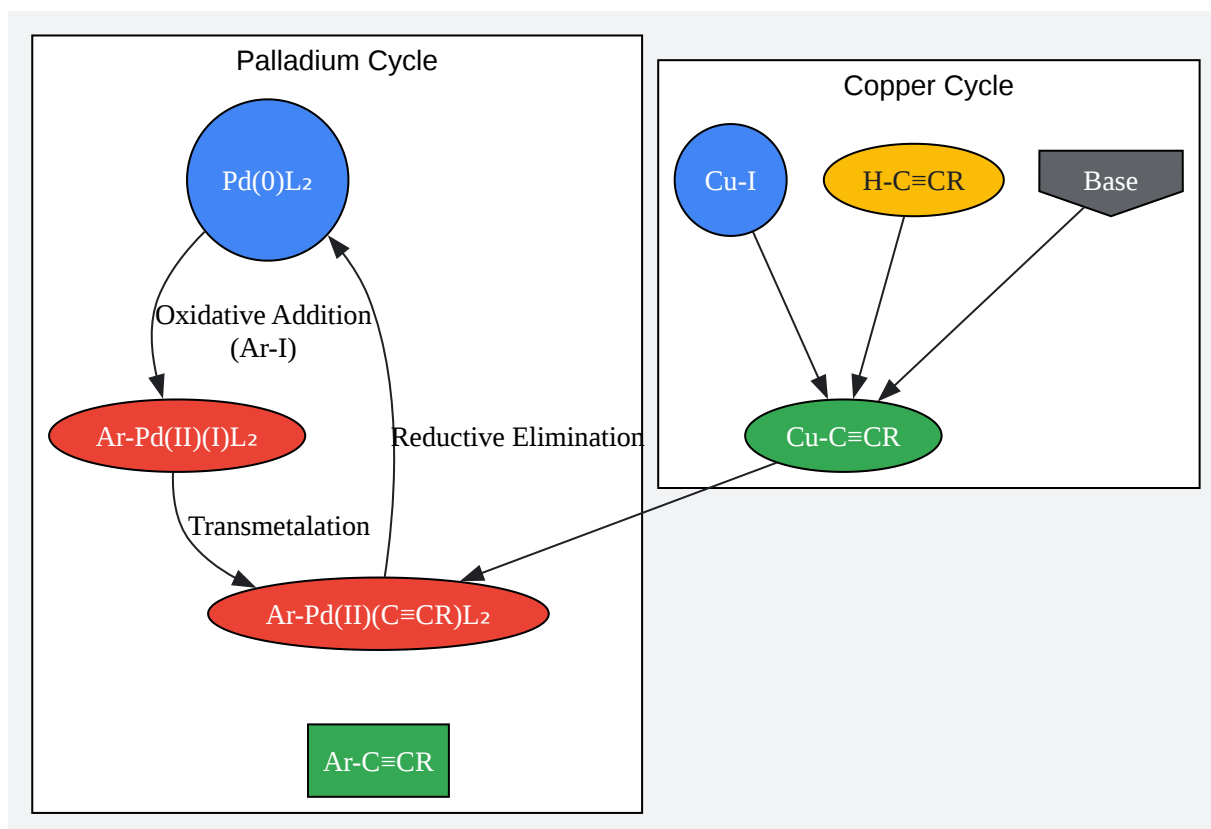 Palladium Cycle
Pd(0)L₂
Oxidative Addition
(Ar-I)
Ar-Pd(II)(I)L₂
Reductive Elimination
Transmetalation
Ar-Pd(II)(C≡CR)L₂
Ar-C≡CR
Copper Cycle
Cu-I
H-C≡CR
Base
Cu-C≡CR